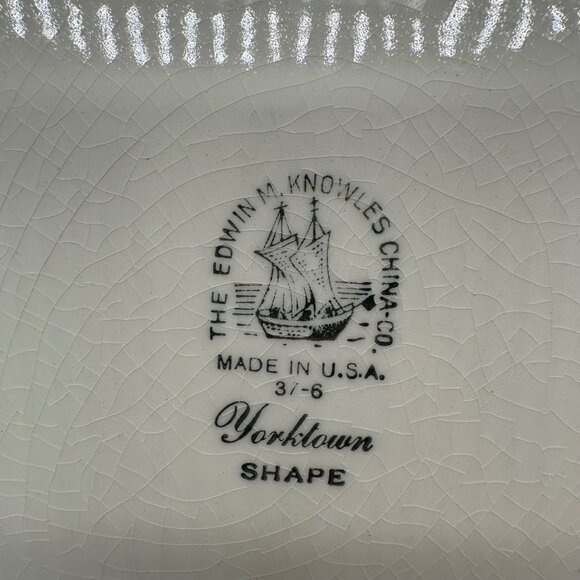 THE EDWIN M. KNOWLES CHINA-CO.
MADE IN U.S.A.
37-6
Yorktown
SHAPE